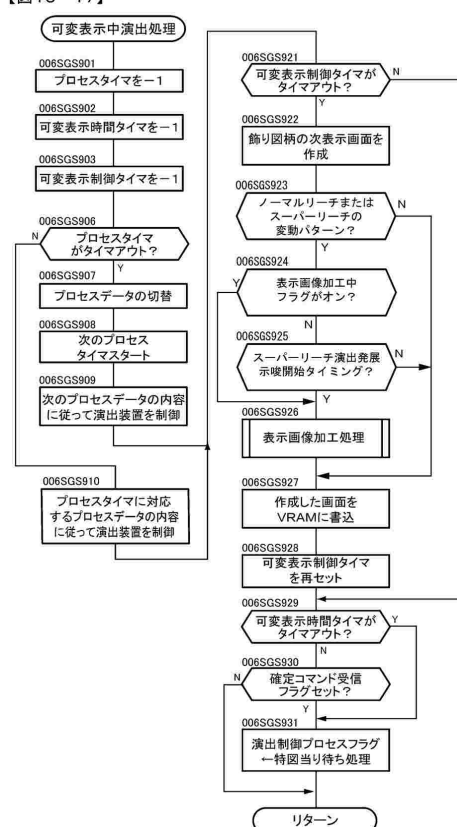 可変表示中演出処理
006SGS901
プロセスタイマを−1
006SGS902
可変表示時間タイマを−1
006SGS903
可変表示制御タイマを−1
006SGS906
N
プロセスタイマ
がタイマアウト？
006SGS907
Y
プロセスデータの切替
006SGS908
次のプロセス
タイマスタート
006SGS909
次のプロセスデータの内容
に従って演出装置を制御
006SGS910
プロセスタイマに対応
するプロセスデータの内容
に従って演出装置を制御
006SGS921
可変表示制御タイマが
タイマアウト？
N
Y
006SGS922
飾り図柄の次表示画面を
作成
006SGS923
ノーマルリーチまたは
スーパーリーチの
変動パターン？
N
Y
006SGS924
Y
表示画像加工中
フラグがオン？
N
006SGS925
スーパーリーチ演出発展
示唆開始タイミング？
N
Y
006SGS926
表示画像加工処理
006SGS927
作成した画面を
VRAMに書込
006SGS928
可変表示制御タイマ
を再セット
006SGS929
可変表示時間タイマが
タイマアウト？
Y
N
006SGS930
N
確定コマンド受信
フラグセット？
Y
006SGS931
演出制御プロセスフラグ
←特図当り待ち処理
リターン